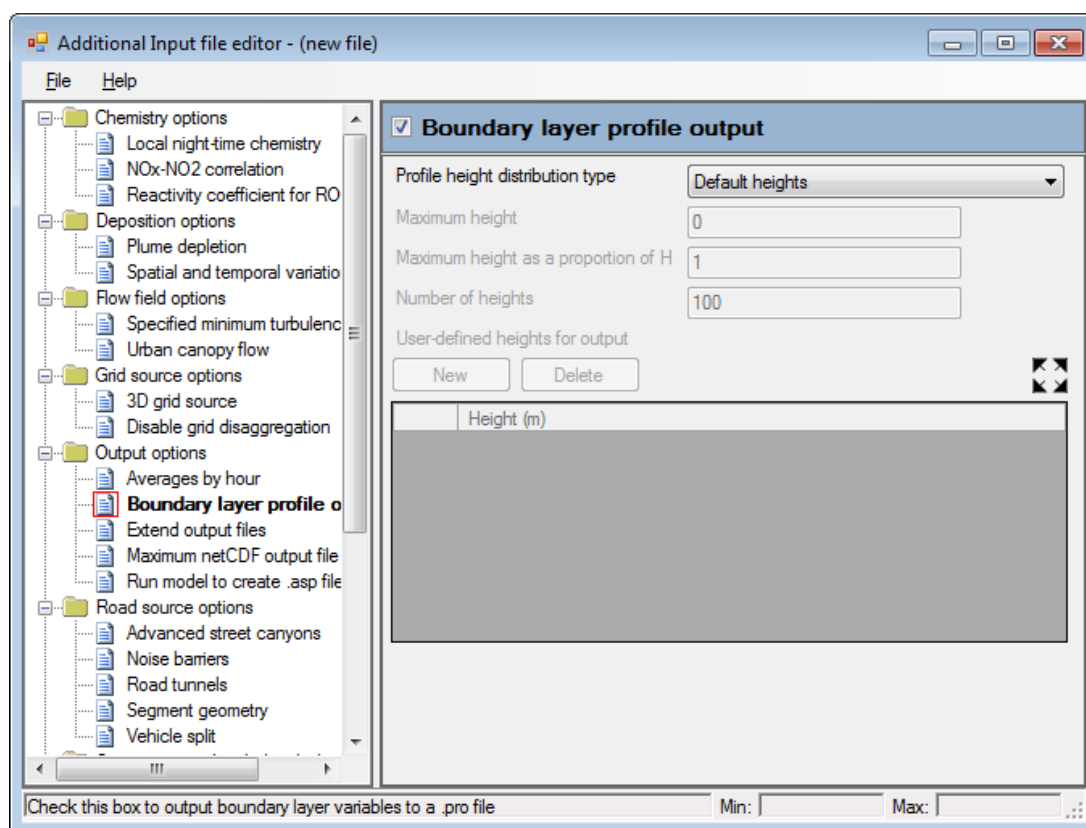 Additional Input file editor - (new file)
File Help
Chemistry options
Local night-time chemistry
NOx-NO2 correlation
Reactivity coefficient for RO
Deposition options
Plume depletion
Spatial and temporal variatio
Flow field options
Specified minimum turbulenc
Urban canopy flow
Grid source options
3D grid source
Disable grid disaggregation
Output options
Averages by hour
Boundary layer profile o
Extend output files
Maximum netCDF output file
Run model to create .asp file
Road source options
Advanced street canyons
Noise barriers
Road tunnels
Segment geometry
Vehicle split
Boundary layer profile output
Profile height distribution type Default heights
Maximum height 0
Maximum height as a proportion of H 1
Number of heights 100
User-defined heights for output
New Delete
Height (m)
Check this box to output boundary layer variables to a .pro file Min: Max: